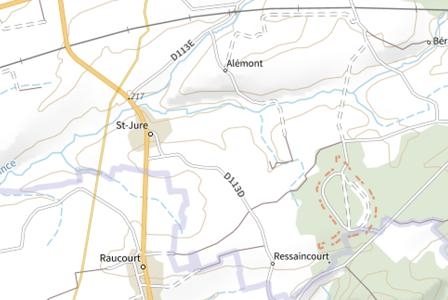 D113E
Alémont
Bér
217
St-Jure
nce
D113D
Raucourt
Ressaincourt